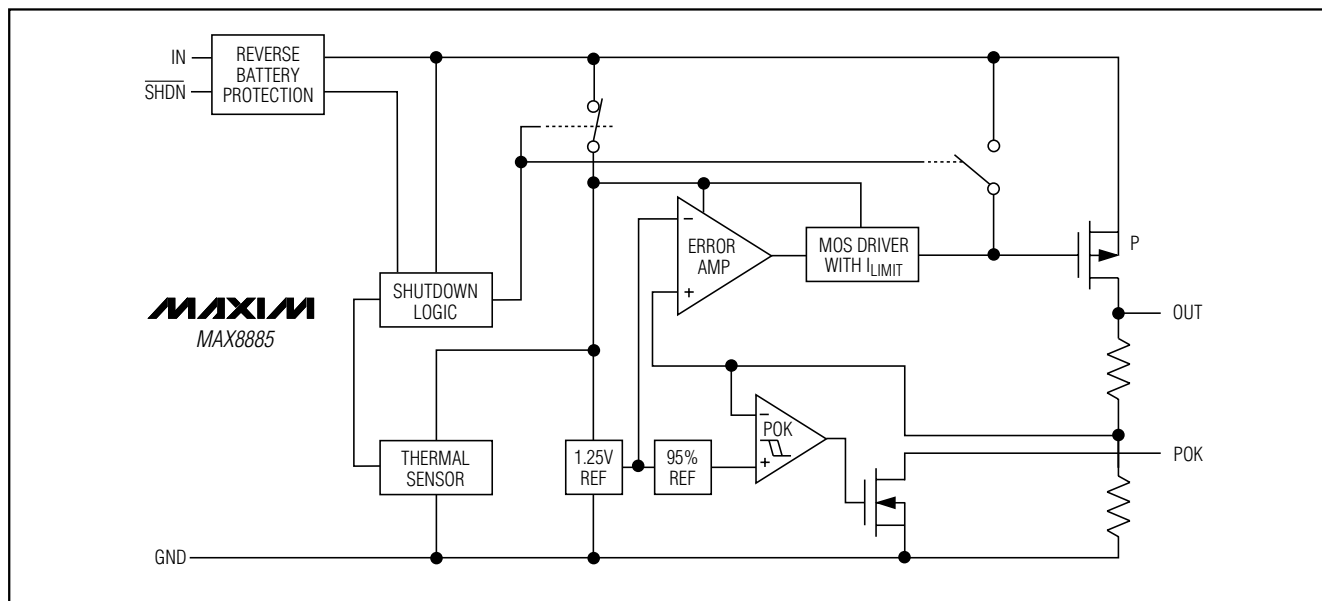 IN
SHDN
REVERSE
BATTERY
PROTECTION
SHUTDOWN
LOGIC
MAXIM
MAX8885
THERMAL
SENSOR
GND
−
ERROR
AMP
+
MOS DRIVER
WITH ILIMIT
P
OUT
1.25V
REF
95%
REF
−
POK
+
POK